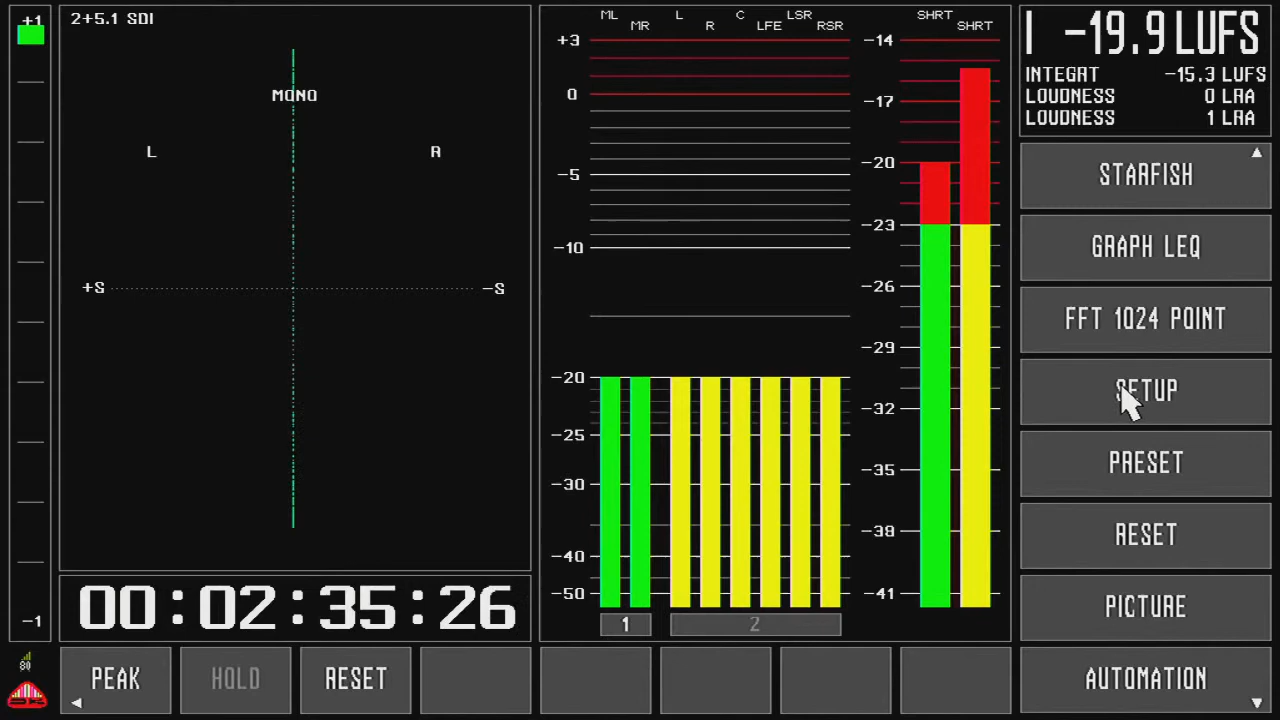 +1
2+5.1 SDI
MONO
L
R
+S
-S
-1
00:02:35:26
ML
MR
L
R
C
LFE
LSR
RSR
+3
0
-5
-10
-20
-25
-30
-40
-50
1
2
SHRT
SHRT
-14
-17
-20
-23
-26
-29
-32
-35
-38
-41
I -19.9 LUFS
INTEGRT -15.3 LUFS
LOUDNESS 0 LRA
LOUDNESS 1 LRA
STARFISH
GRAPH LEQ
FFT 1024 POINT
SETUP
PRESET
RESET
PICTURE
AUTOMATION
80
PEAK
HOLD
RESET